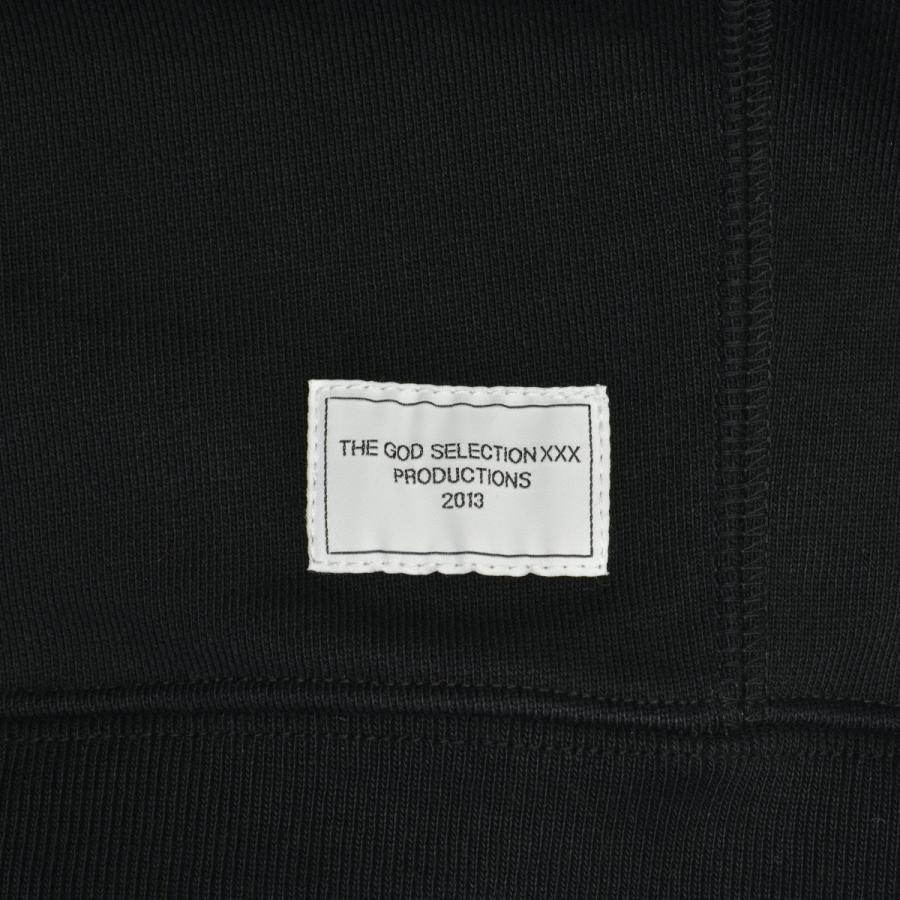 THE GOD SELECTION XXX
PRODUCTIONS
2013